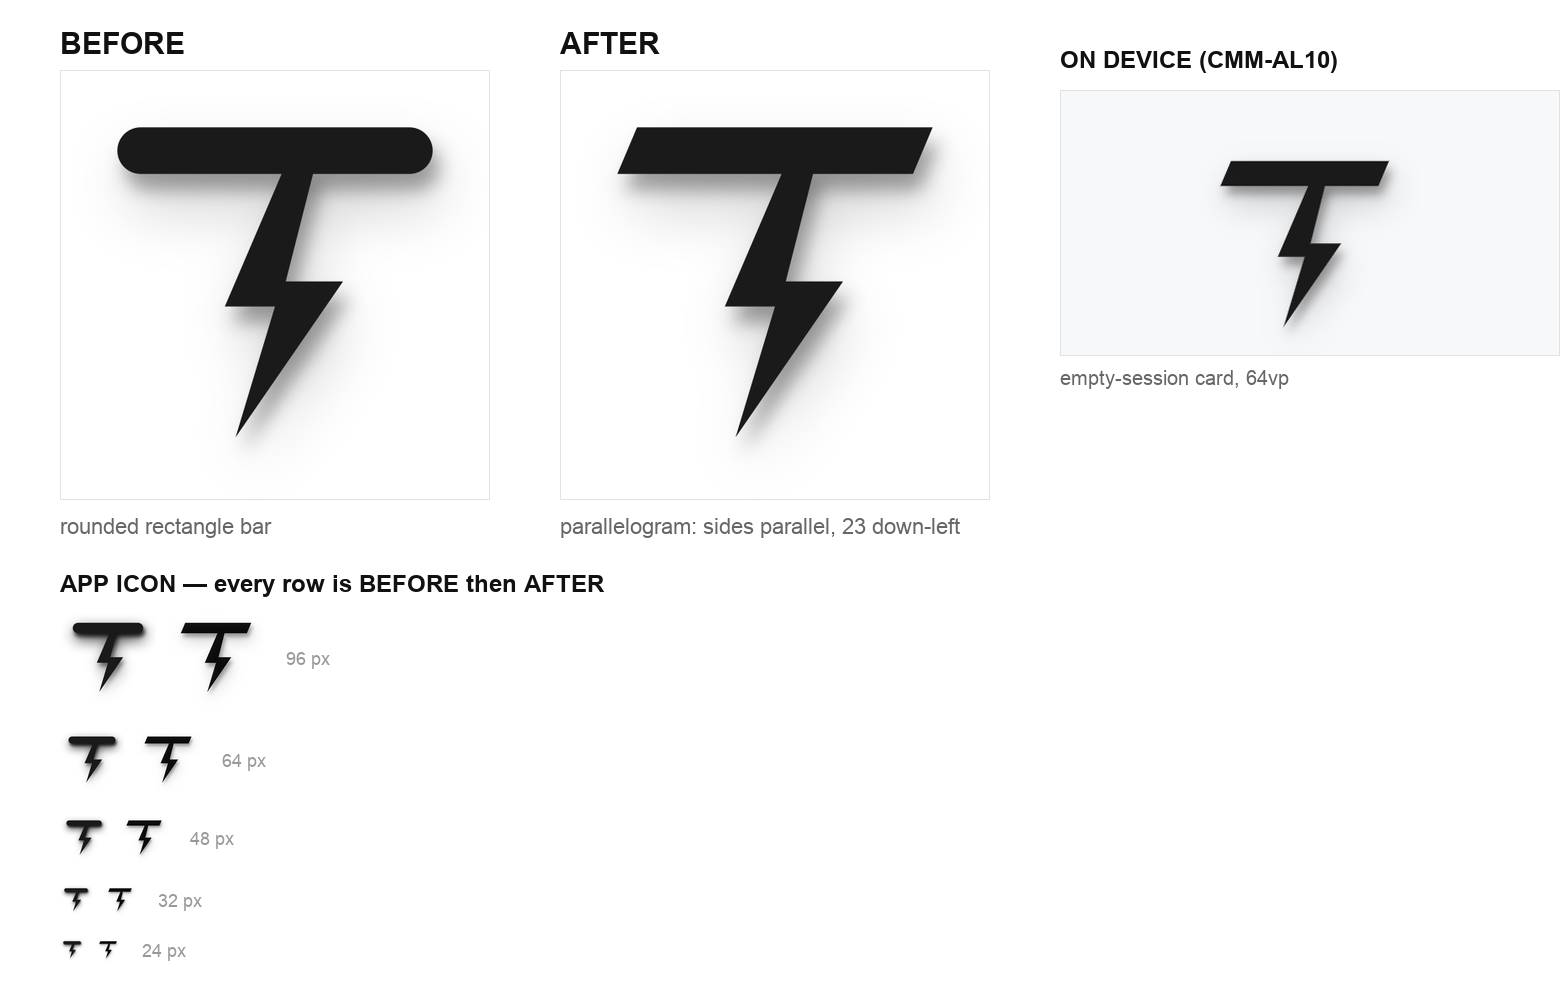 BEFORE
AFTER
ON DEVICE (CMM-AL10)
empty-session card, 64vp
rounded rectangle bar
parallelogram: sides parallel, 23 down-left
APP ICON — every row is BEFORE then AFTER
96 px
64 px
48 px
32 px
24 px